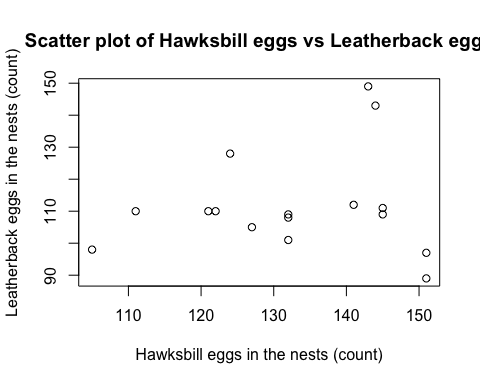 Scatter plot of Hawksbill eggs vs Leatherback egg
Leatherback eggs in the nests (count)
150
130
110
90
110 120 130 140 150
Hawksbill eggs in the nests (count)